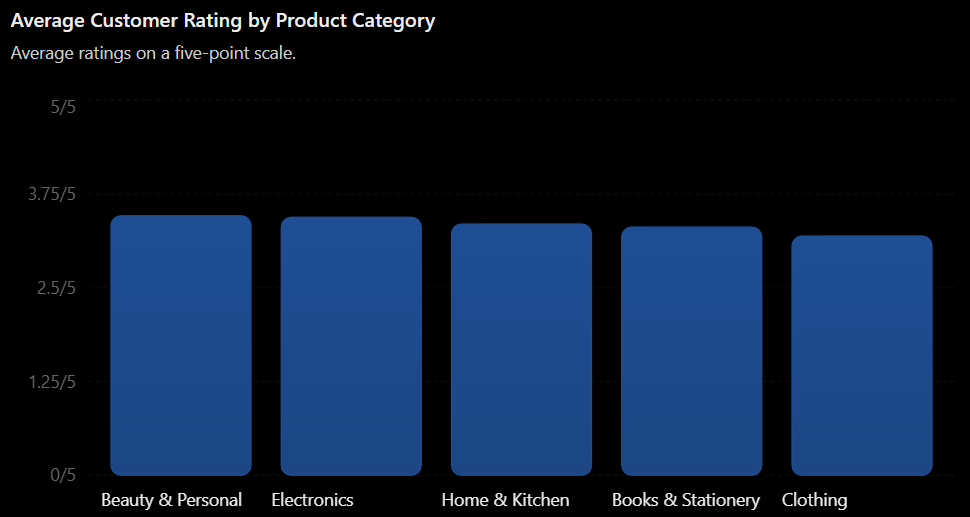 Average Customer Rating by Product Category
Average ratings on a five-point scale.
5/5
3.75/5
2.5/5
1.25/5
0/5
Beauty & Personal Electronics Home & Kitchen Books & Stationery Clothing